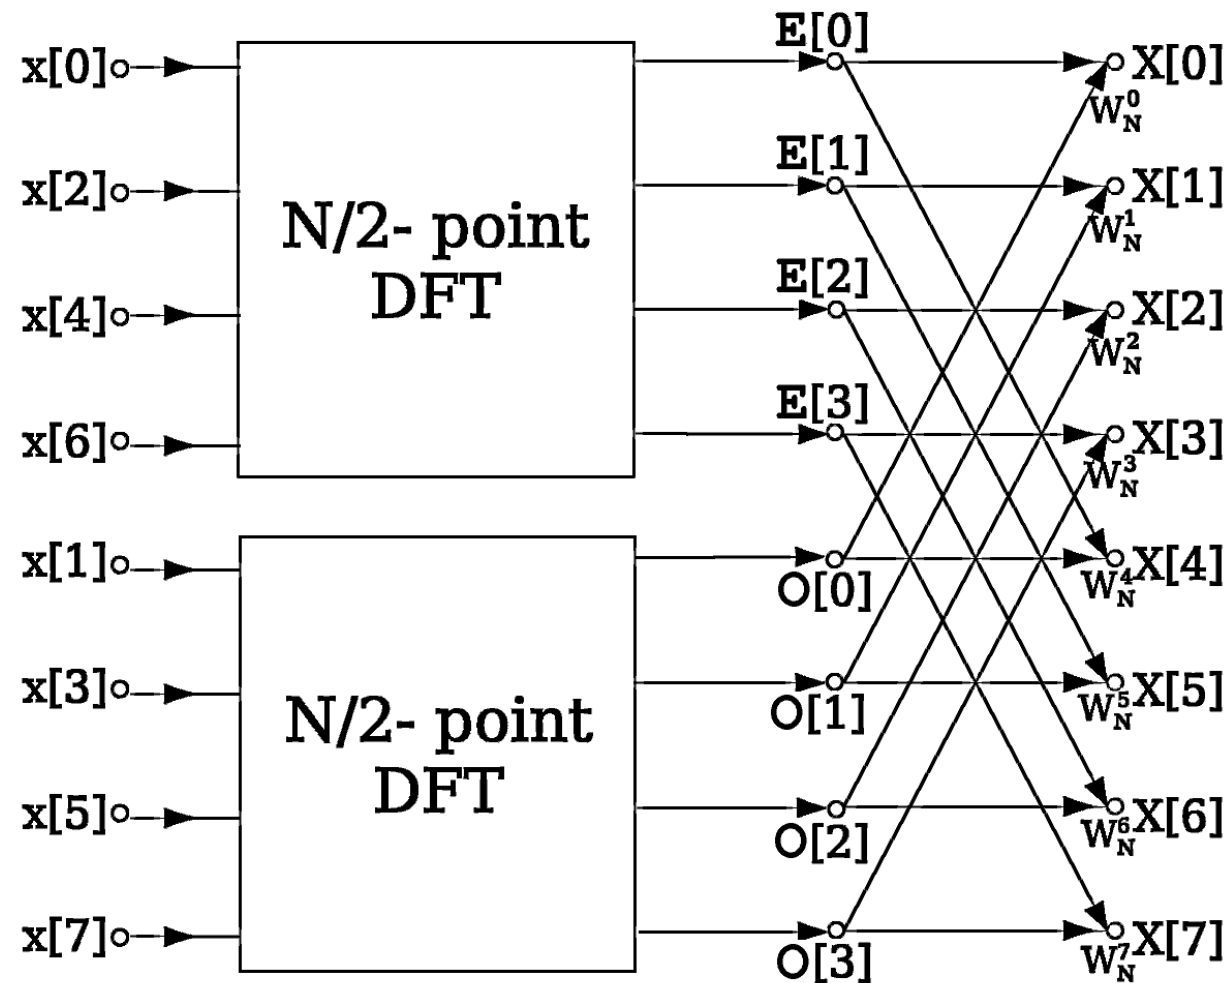 x[0]
x[2]
x[4]
x[6]
N/2- point
DFT
x[1]
x[3]
x[5]
x[7]
N/2- point
DFT
E[0]
E[1]
E[2]
E[3]
O[0]
O[1]
O[2]
O[3]
X[0]
W_N^0
X[1]
W_N^1
X[2]
W_N^2
X[3]
W_N^3
X[4]
W_N^4
X[5]
W_N^5
X[6]
W_N^6
X[7]
W_N^7